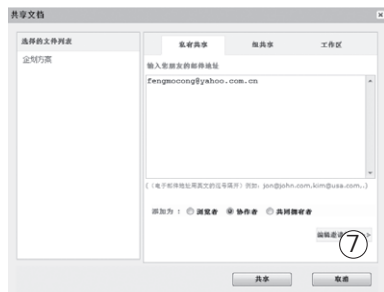 共享文档
选择的文件列表
企划方案
私有共享 组共享 工作区
输入您朋友的邮件地址
fengmocong@yahoo.com.cn
((电子邮件地址用英文的逗号隔开) 例如: jon@john.com,kim@usa.com,.)
添加为 : 浏览者 协作者 共同拥有者
编辑邀请 >
⑦
共享 取消